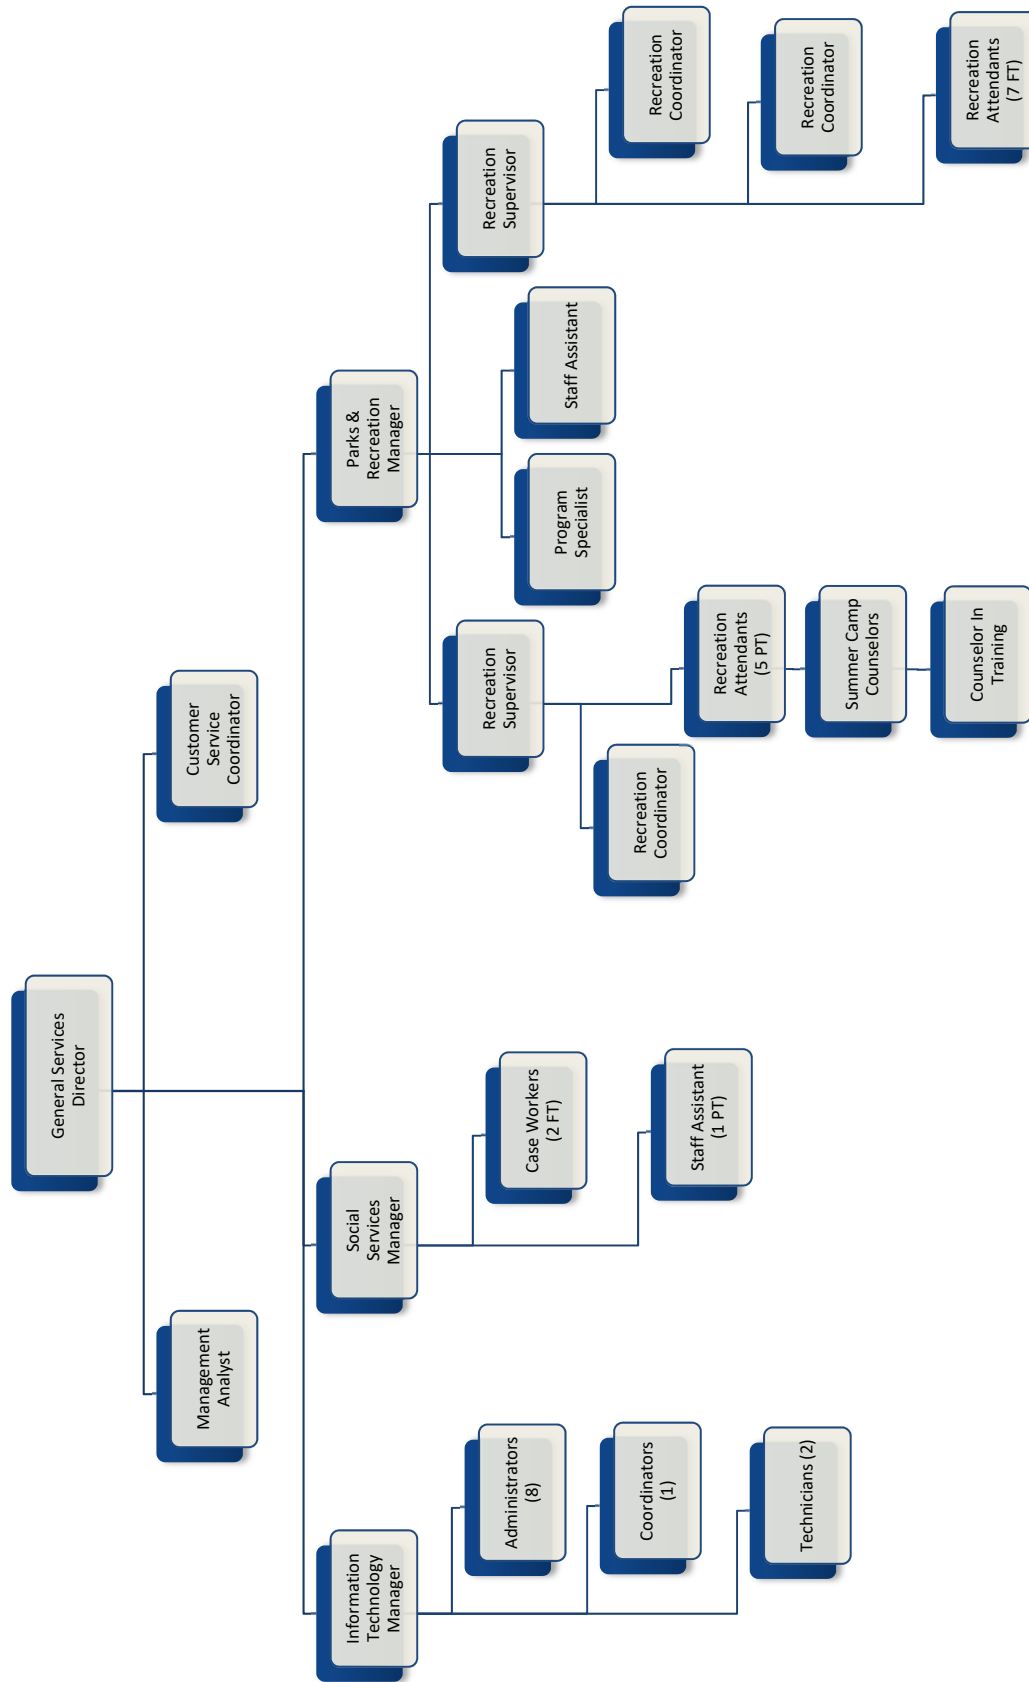 General Services
Director
Management
Analyst
Customer
Service
Coordinator
Information
Technology
Manager
Social
Services
Manager
Parks &
Recreation
Manager
Administrators
(8)
Coordinators
(1)
Technicians (2)
Case Workers
(2 FT)
Staff Assistant
(1 PT)
Recreation
Supervisor
Program
Specialist
Staff Assistant
Recreation
Supervisor
Recreation
Coordinator
Recreation
Attendants
(5 PT)
Summer Camp
Counselors
Counselor In
Training
Recreation
Coordinator
Recreation
Coordinator
Recreation
Attendants
(7 FT)